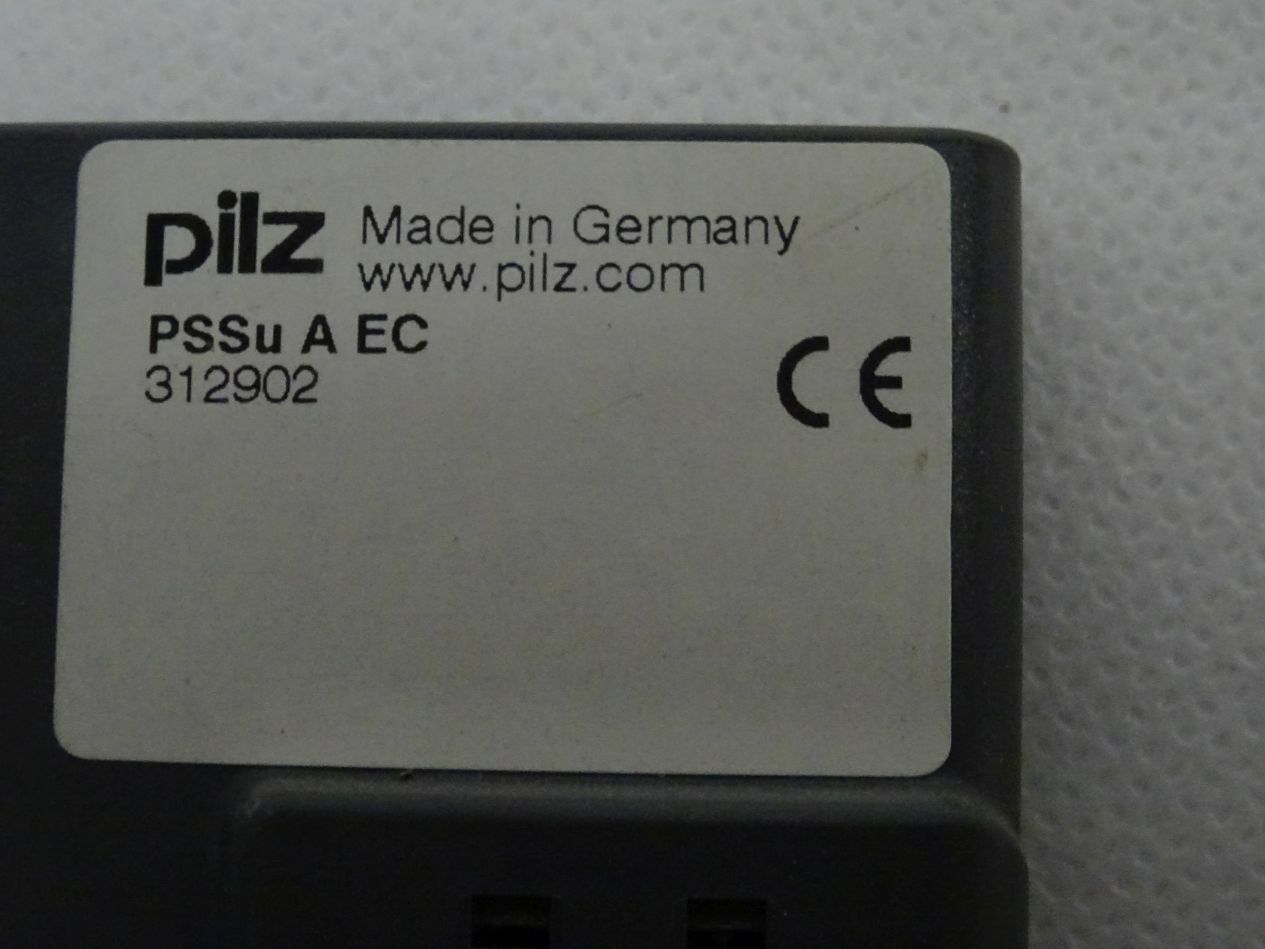 pilz Made in Germany
www.pilz.com
PSSu A EC
312902
CE